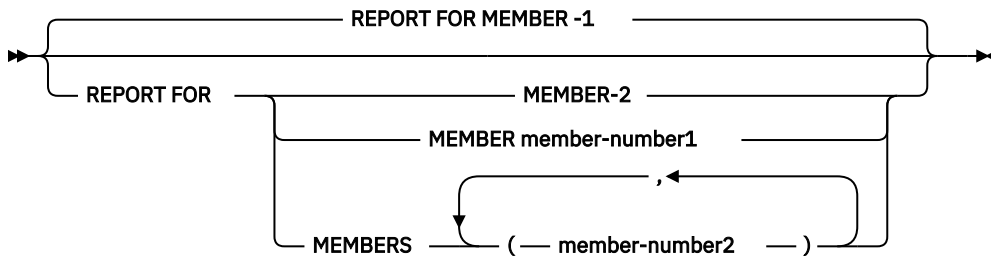 REPORT FOR MEMBER -1
REPORT FOR MEMBER-2
MEMBER member-number1
,
MEMBERS ( member-number2 )